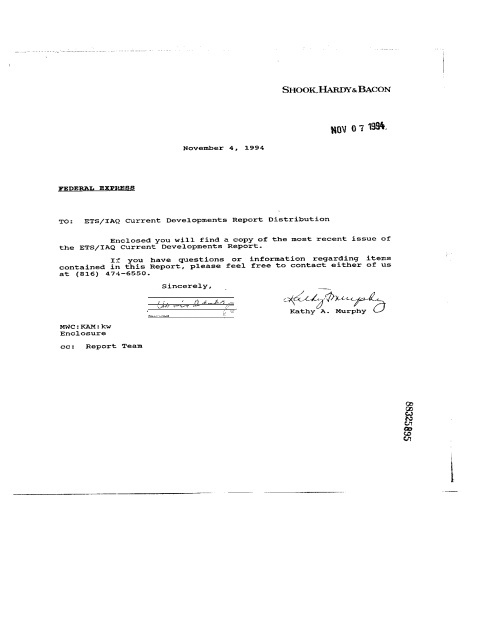 SHOOK, HARDY & BACON
NOV 07 1994.
November 4, 1994
FEDERAL EXPRESS
TO: ETS/IAQ Current Developments Report Distribution
Enclosed you will find a copy of the most recent issue of
the ETS/IAQ Current Developments Report.
If you have questions or information regarding items
contained in this Report, please feel free to contact either of us
at (816) 474-6550.
Sincerely,
Kathy Murphy
Kathy A. Murphy
MWC:KAM:kw
Enclosure
cc: Report Team
88325895